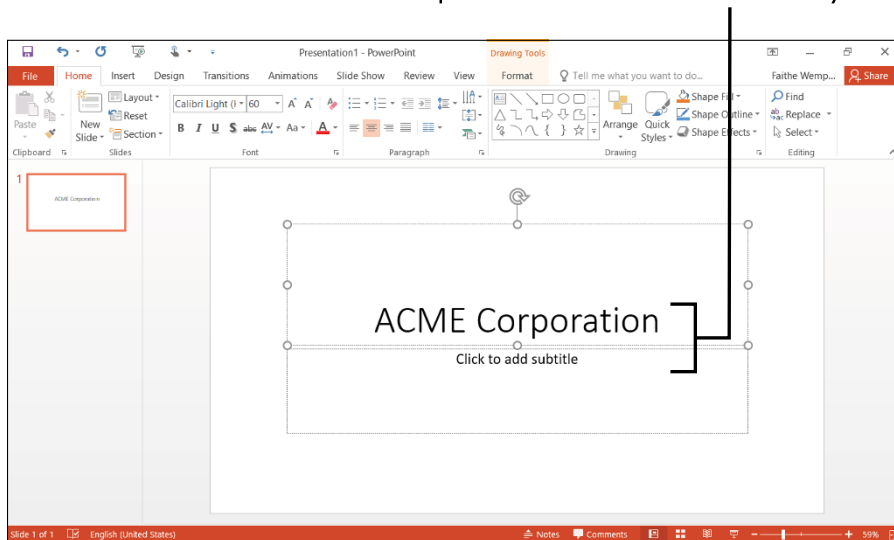 Presentation1 - PowerPoint
Drawing Tools
File Home Insert Design Transitions Animations Slide Show Review View Format Tell me what you want to do... Faithe Wemp... Share
Paste
New Slide
Layout
Reset
Section
Calibri Light (I 60 A A
B I U S abc AV Aa A
Arrange
Quick Styles
Shape Fill
Shape Outline
Shape Effects
Find
Replace
Select
Clipboard Slides Font Paragraph Drawing Editing
1
ACME Corporation
ACME Corporation
Click to add subtitle
Slide 1 of 1 English (United States) Notes Comments 59%